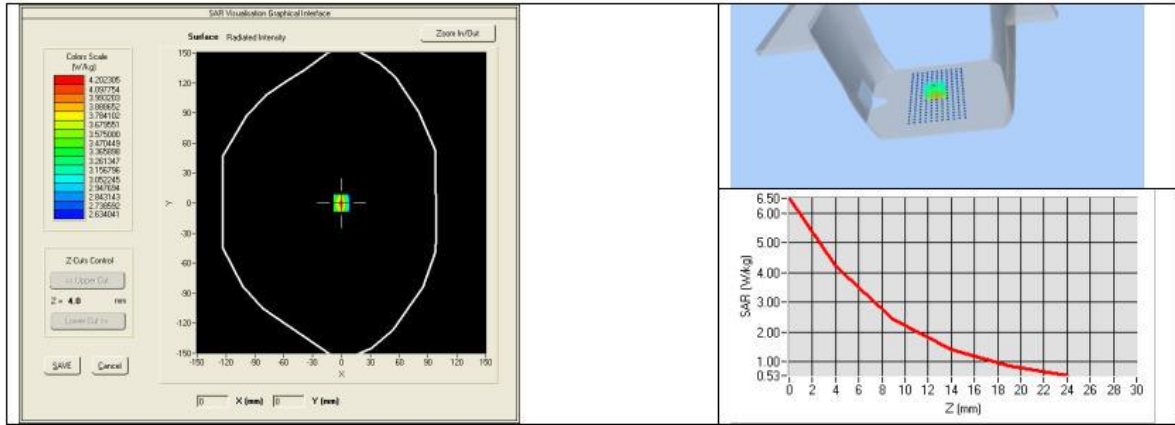 SAR Visualisation Graphical Interface
Surface Radiated Intensity
Zoom In/Out
Colors Scale
(W/kg)
4.202305
4.097754
3.993203
3.888652
3.784102
3.679551
3.575000
3.470449
3.365898
3.261347
3.156796
3.052245
2.947694
2.843143
2.738592
2.634041
Z-Cuts Control
<< Upper Cut
Z = 4.0 mm
Lower Cut >>
SAVE Cancel
150
120
90
60
30
0
-30
-60
-90
-120
-150
Y
-150 -120 -90 -60 -30 0 30 60 90 120 150
X
0 X (mm) 0 Y (mm)
6.50
6.00
5.00
4.00
3.00
2.00
1.00
0.53
SAR (W/kg)
0 2 4 6 8 10 12 14 16 18 20 22 24 26 28 30
Z (mm)